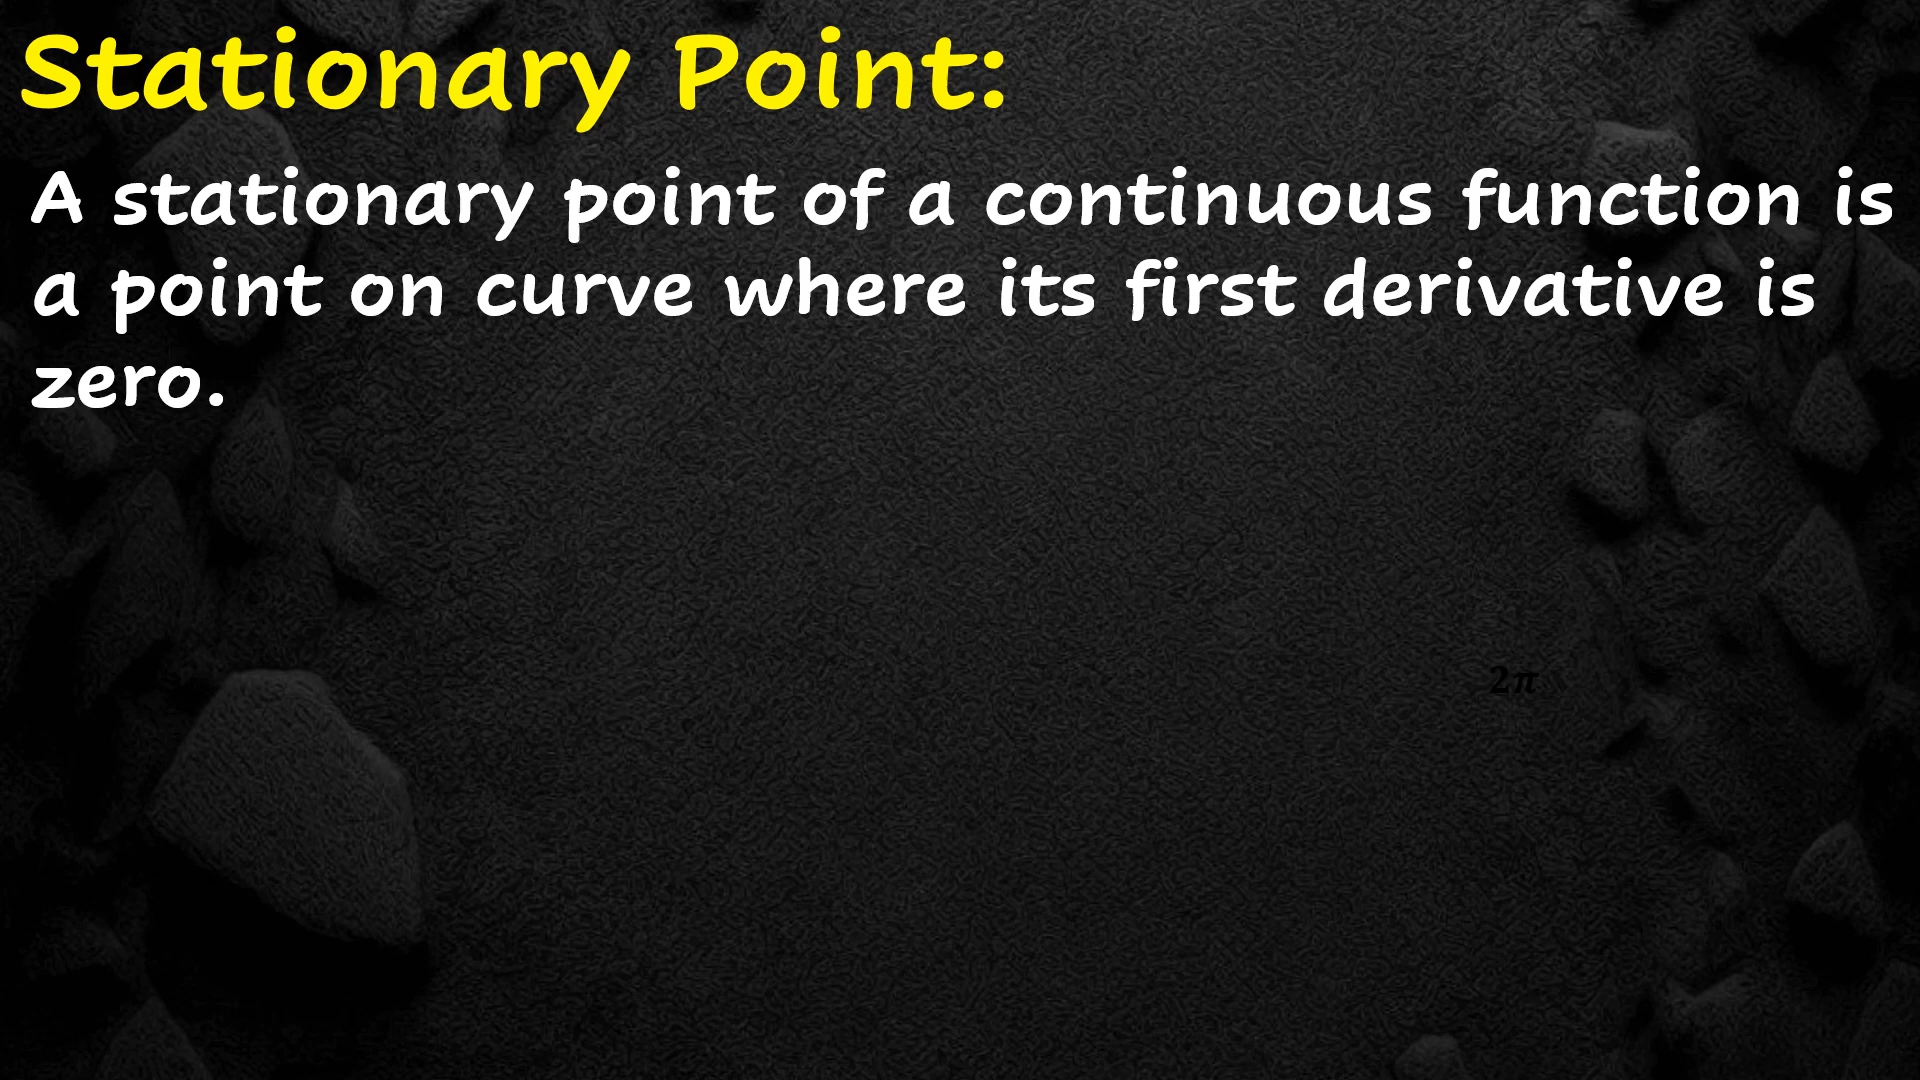 Stationary Point:
A stationary point of a continuous function is
a point on curve where its first derivative is
zero.
2π